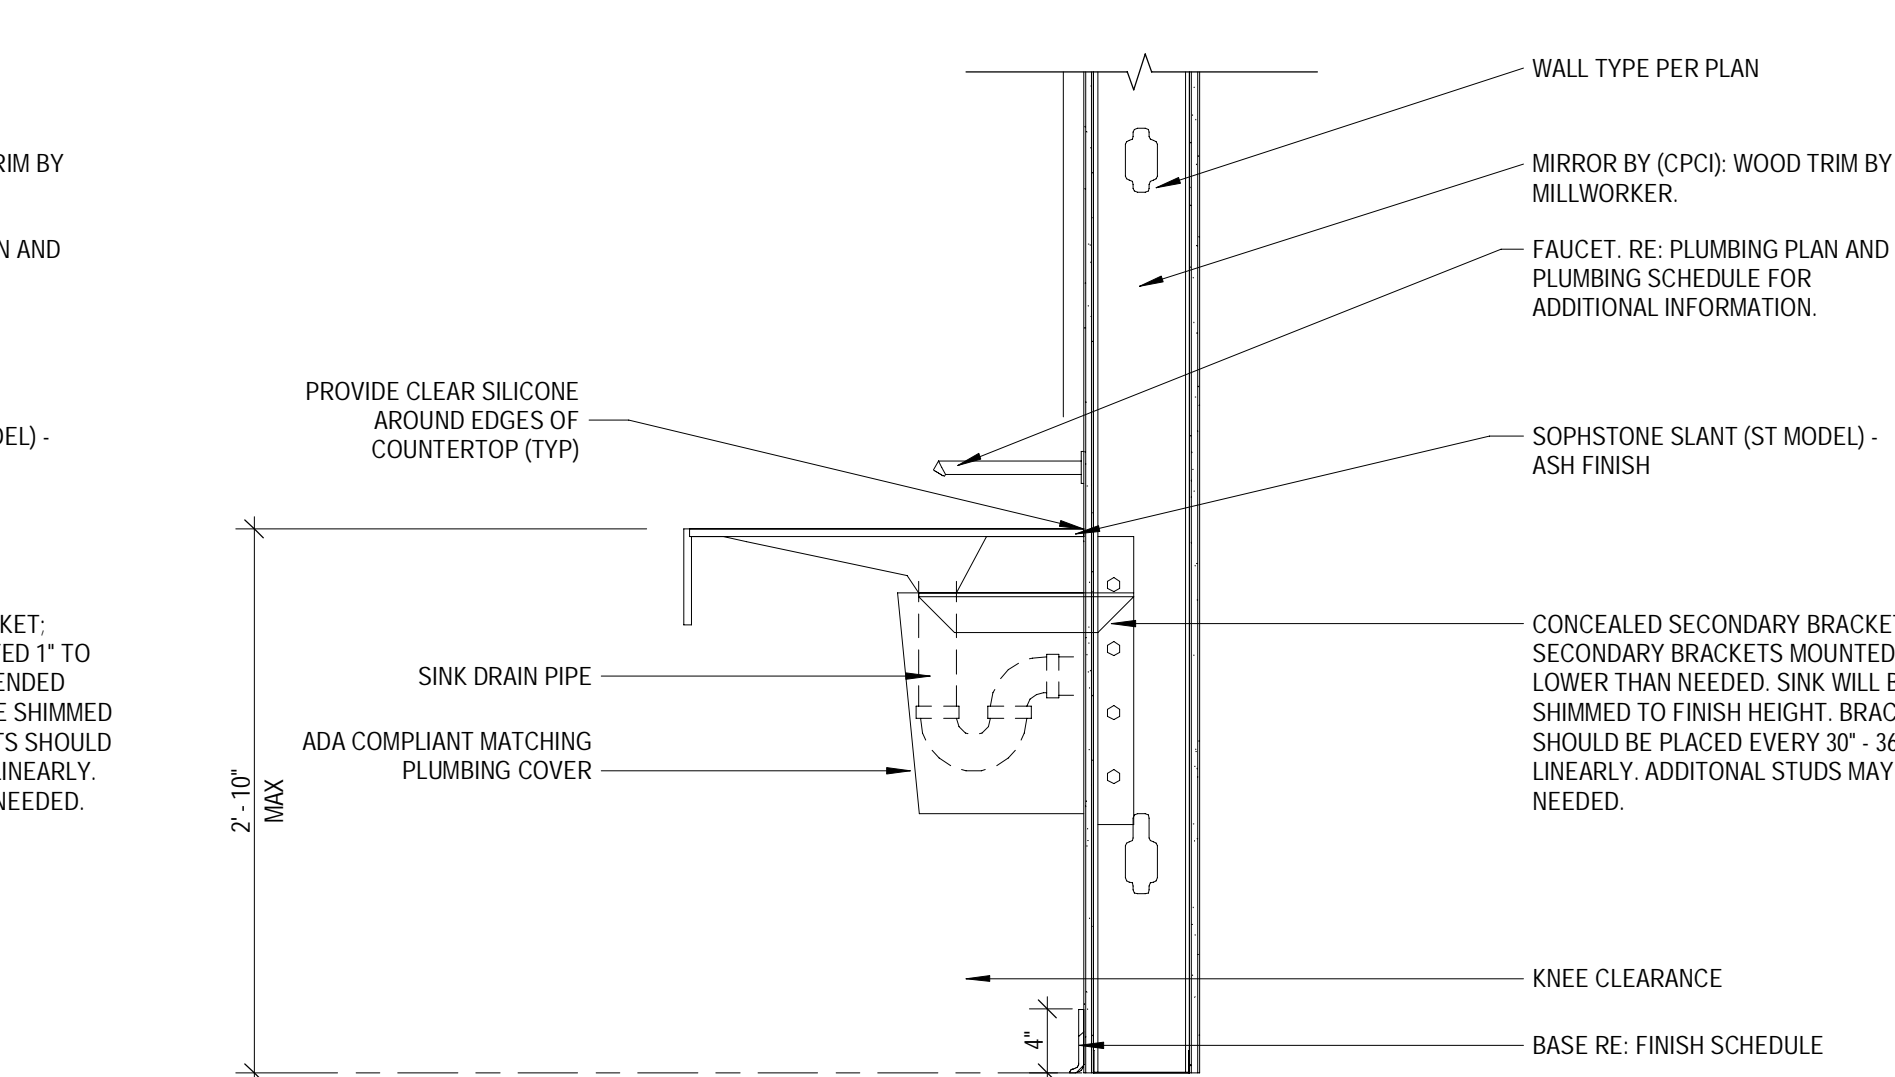 RIM BY
N AND
DEL) -
KET;
TED 1" TO
ENDED
E SHIMMED
TS SHOULD
LINEARLY.
NEEDED.
PROVIDE CLEAR SILICONE
AROUND EDGES OF
COUNTERTOP (TYP)
SINK DRAIN PIPE
ADA COMPLIANT MATCHING
PLUMBING COVER
2' - 10"
MAX
4"
WALL TYPE PER PLAN
MIRROR BY (CPCI): WOOD TRIM BY
MILLWORKER.
FAUCET. RE: PLUMBING PLAN AND
PLUMBING SCHEDULE FOR
ADDITIONAL INFORMATION.
SOPHSTONE SLANT (ST MODEL) -
ASH FINISH
CONCEALED SECONDARY BRACKET
SECONDARY BRACKETS MOUNTED
LOWER THAN NEEDED. SINK WILL B
SHIMMED TO FINISH HEIGHT. BRAC
SHOULD BE PLACED EVERY 30" - 36
LINEARLY. ADDITONAL STUDS MAY
NEEDED.
KNEE CLEARANCE
BASE RE: FINISH SCHEDULE